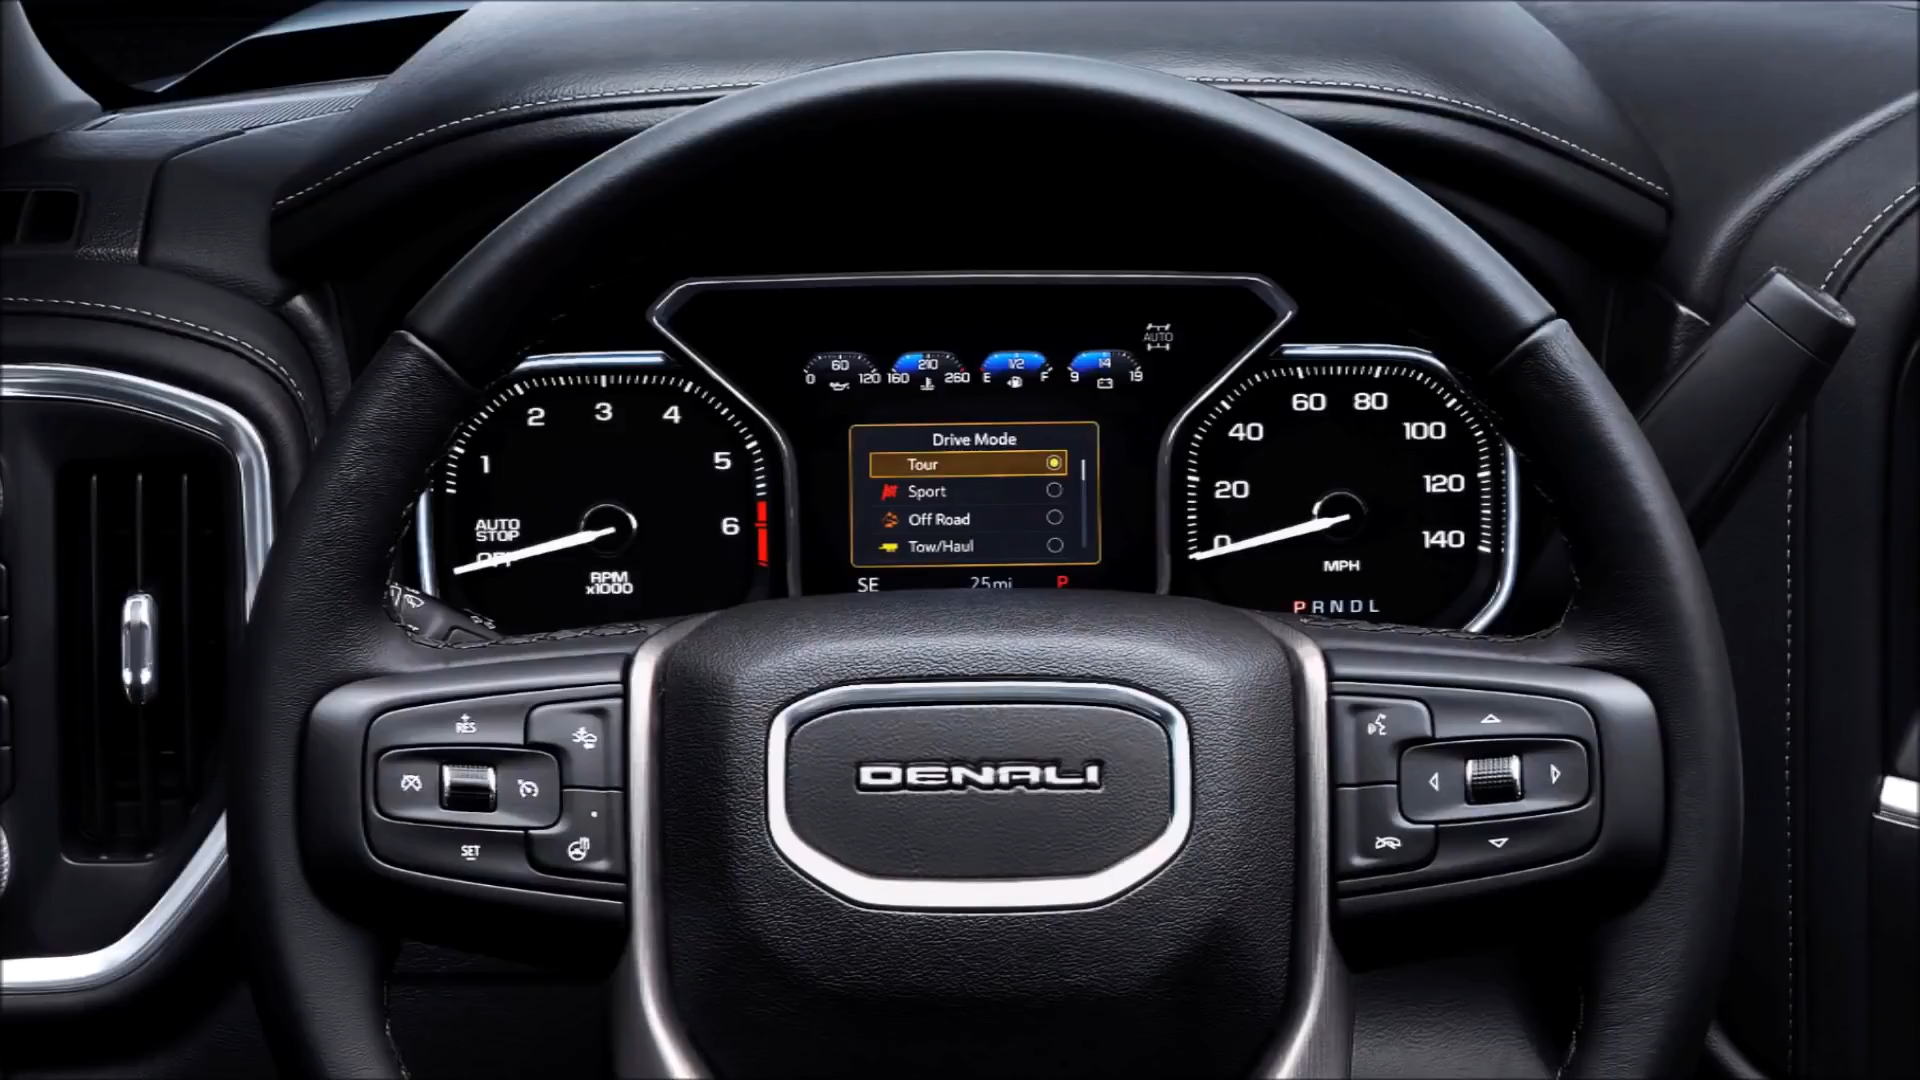 AUTO
60
0 120
210
160 260
1/2
E F
14
9 19
1 2 3 4 5 6
AUTO
STOP
OFF
RPM
x1000
Drive Mode
Tour
Sport
Off Road
Tow/Haul
SE 25mi P
0 20 40 60 80 100 120 140
MPH
P R N D L
+
RES
SET
DENALI